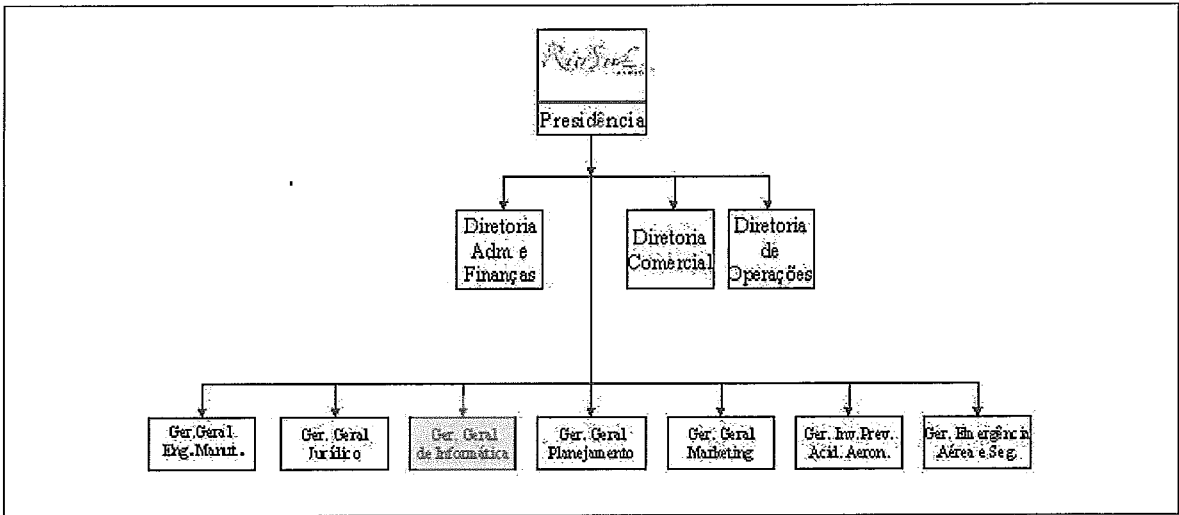 RioSul
Presidência
Diretoria
Adm. e
Finanças
Diretoria
Comercial
Diretoria
de
Operações
Ger. Geral
Eng. Manut.
Ger. Geral
Jurídico
Ger. Geral
de Informática
Ger. Geral
Planejamento
Ger. Geral
Marketing
Ger. Inv. Prev.
Acid. Aeron.
Ger. Emergência
Aérea e Seg.